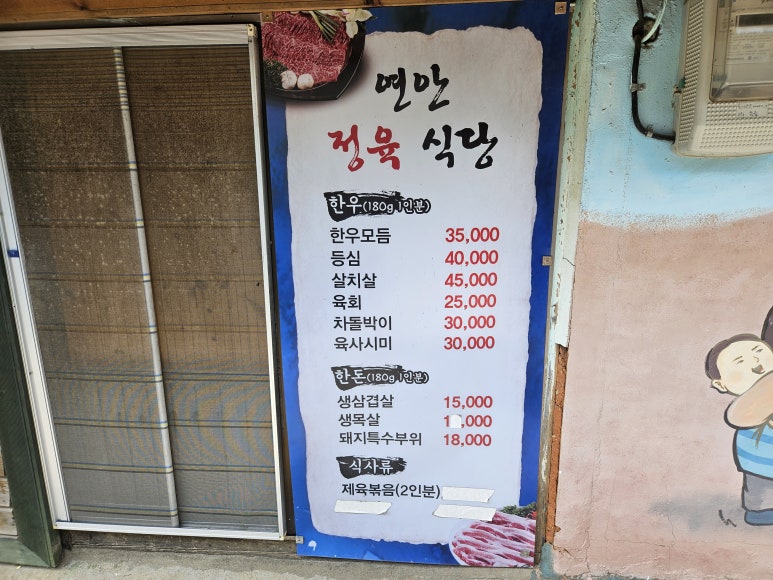 연안
정육 식당
한우(180g 1인분)
한우모듬 35,000
등심 40,000
살치살 45,000
육회 25,000
차돌박이 30,000
육사시미 30,000
한돈(180g 1인분)
생삼겹살 15,000
생목살
돼지특수부위 18,000
식사류
제육볶음(2인분)